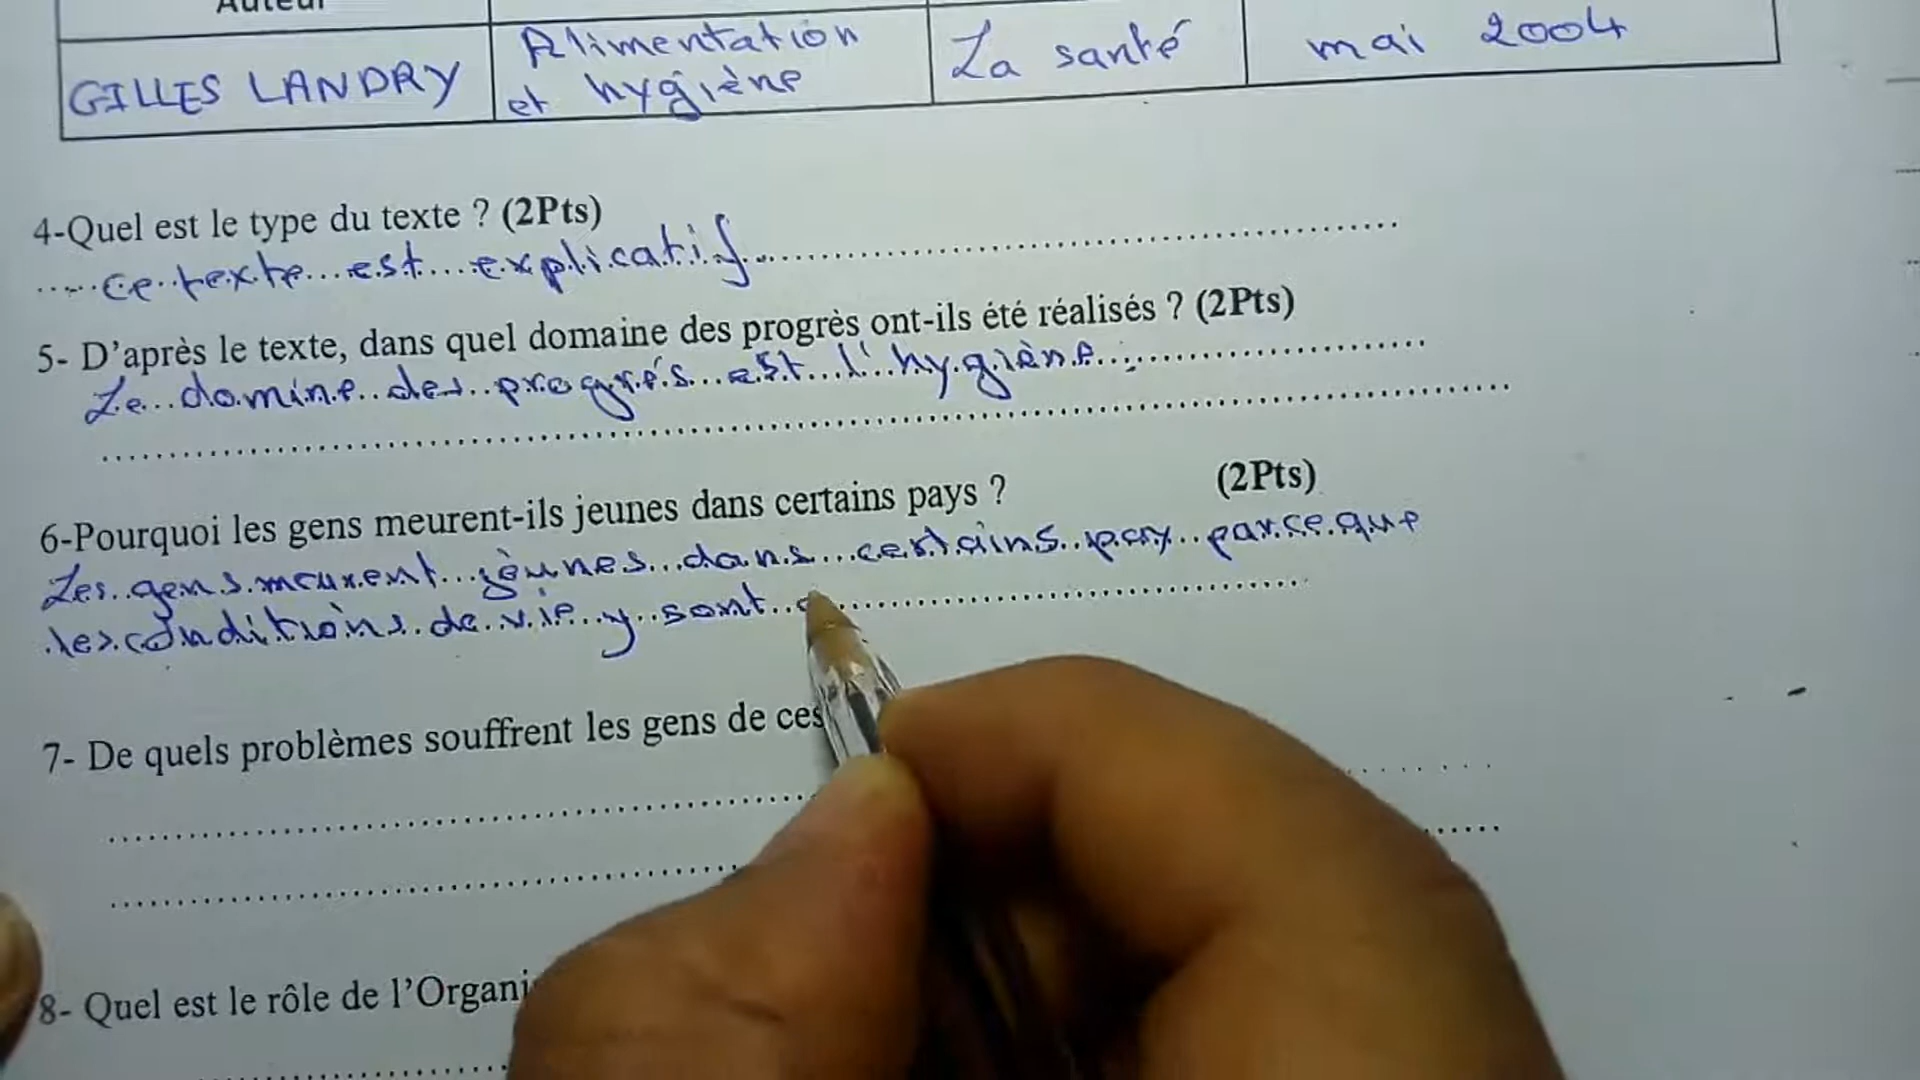 Auteur
GILLES LANDRY
Alimentation
et hygiène
La santé
mai 2004
4-Quel est le type du texte ? (2Pts)
Ce texte est explicatif
5- D'après le texte, dans quel domaine des progrès ont-ils été réalisés ? (2Pts)
Le domine des progrés est l'hygiène.
6-Pourquoi les gens meurent-ils jeunes dans certains pays ? (2Pts)
Les gens meurent jeunes dans certains pay parceque
les conditions de vie y sont
7- De quels problèmes souffrent les gens de ces
8- Quel est le rôle de l'Organi